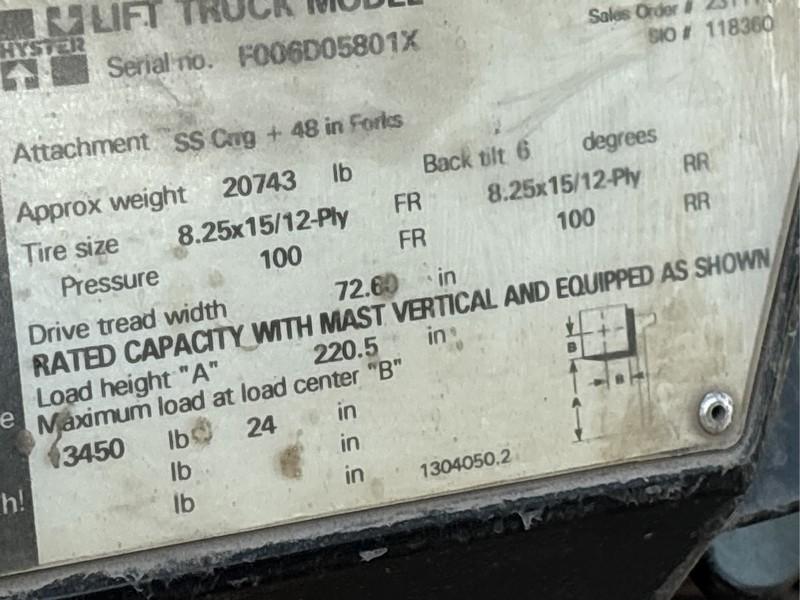 LIFT TRUCK MODEL
HYSTER
Sales Order #
Serial no. F006D05801X
SIO # 118360
Attachment SS Crrg + 48 in Forks
Approx weight 20743 lb Back tilt 6 degrees
Tire size 8.25x15/12-Ply FR 8.25x15/12-Ply RR
Pressure 100 FR 100 RR
Drive tread width 72.60 in
RATED CAPACITY WITH MAST VERTICAL AND EQUIPPED AS SHOWN
Load height "A" 220.5 in
Maximum load at load center "B"
3450 lb 24 in
lb in
lb in
1304050.2
B
B
A
e
h!